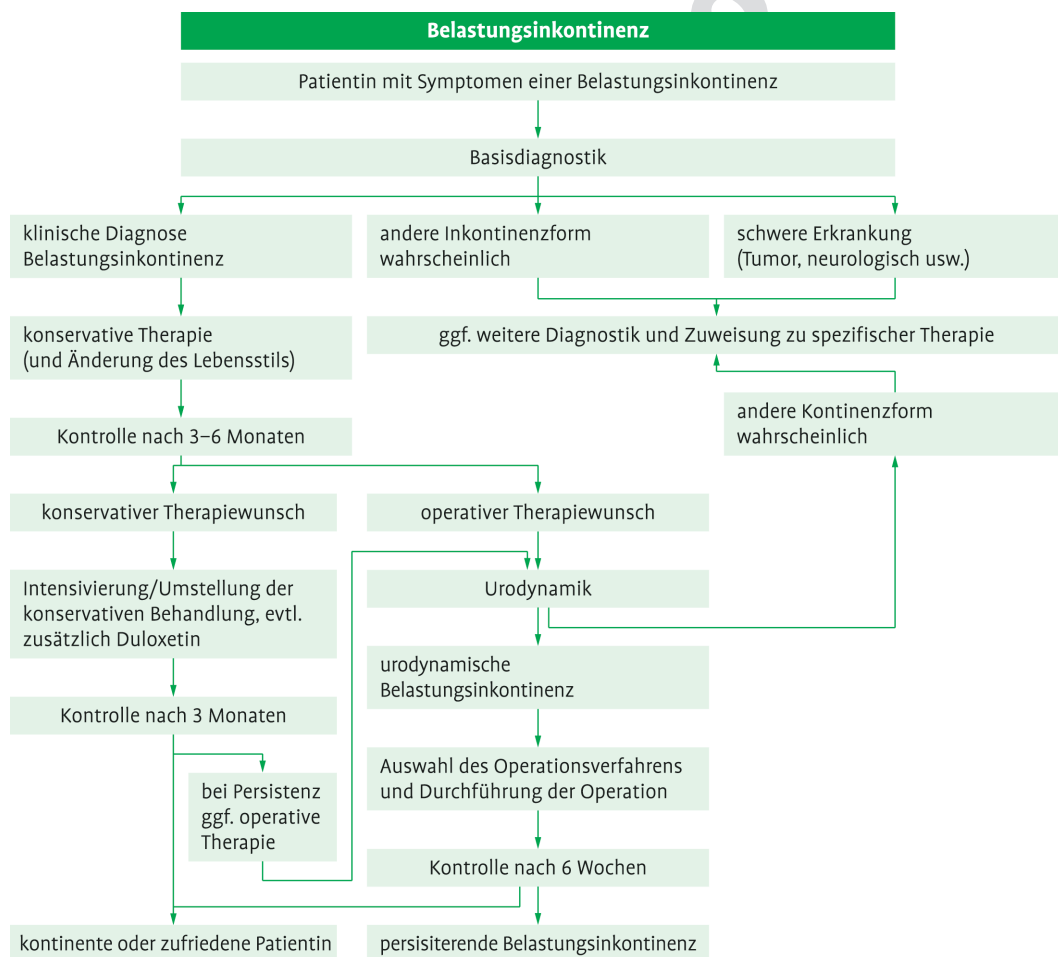 Belastungsinkontinenz
Patientin mit Symptomen einer Belastungsinkontinenz
Basisdiagnostik
klinische Diagnose
Belastungsinkontinenz
andere Inkontinenzform
wahrscheinlich
schwere Erkrankung
(Tumor, neurologisch usw.)
konservative Therapie
(und Änderung des Lebensstils)
ggf. weitere Diagnostik und Zuweisung zu spezifischer Therapie
andere Kontinenzform
wahrscheinlich
Kontrolle nach 3–6 Monaten
konservativer Therapiewunsch
operativer Therapiewunsch
Intensivierung/Umstellung der
konservativen Behandlung, evtl.
zusätzlich Duloxetin
Urodynamik
urodynamische
Belastungsinkontinenz
Kontrolle nach 3 Monaten
bei Persistenz
ggf. operative
Therapie
Auswahl des Operationsverfahrens
und Durchführung der Operation
Kontrolle nach 6 Wochen
kontinente oder zufriedene Patientin
persisiterende Belastungsinkontinenz